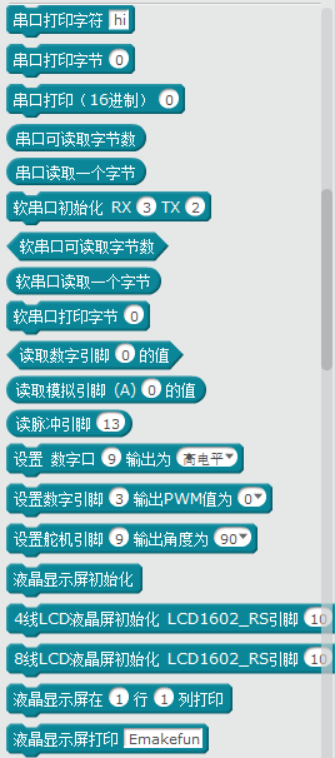 串口打印字符 hi
串口打印字节 0
串口打印（16进制） 0
串口可读取字节数
串口读取一个字节
软串口初始化 RX 3 TX 2
软串口可读取字节数
软串口读取一个字节
软串口打印字节 0
读取数字引脚 0 的值
读取模拟引脚 (A) 0 的值
读脉冲引脚 13
设置 数字口 9 输出为 高电平
设置数字引脚 3 输出PWM值为 0
设置舵机引脚 9 输出角度为 90
液晶显示屏初始化
4线LCD液晶屏初始化 LCD1602_RS引脚 10
8线LCD液晶屏初始化 LCD1602_RS引脚 10
液晶显示屏在 1 行 1 列打印
液晶显示屏打印 Emakefun